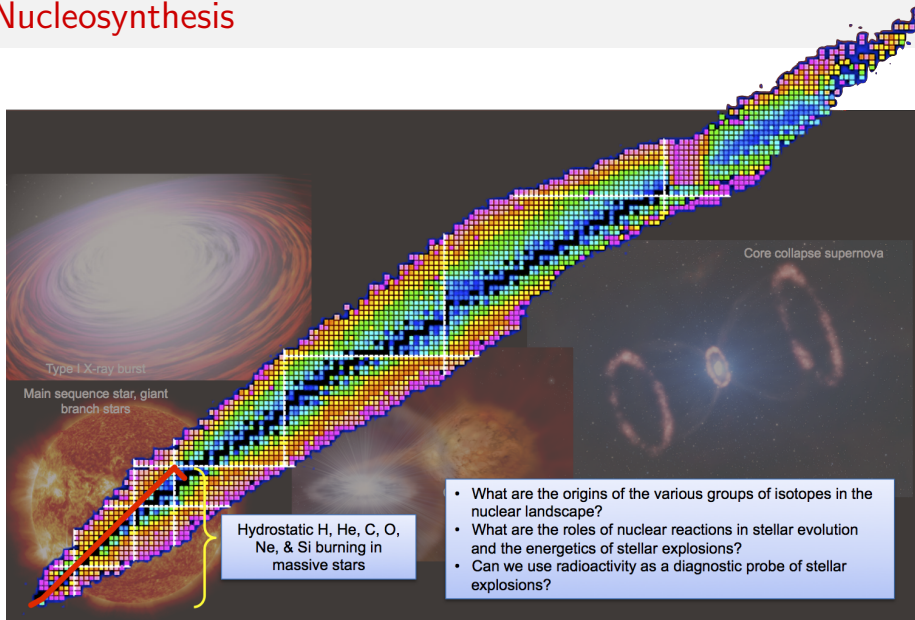 Nucleosynthesis
Core collapse supernova
Type I X-ray burst
Main sequence star, giant
branch stars
Hydrostatic H, He, C, O,
Ne, & Si burning in
massive stars
• What are the origins of the various groups of isotopes in the
nuclear landscape?
• What are the roles of nuclear reactions in stellar evolution
and the energetics of stellar explosions?
• Can we use radioactivity as a diagnostic probe of stellar
explosions?